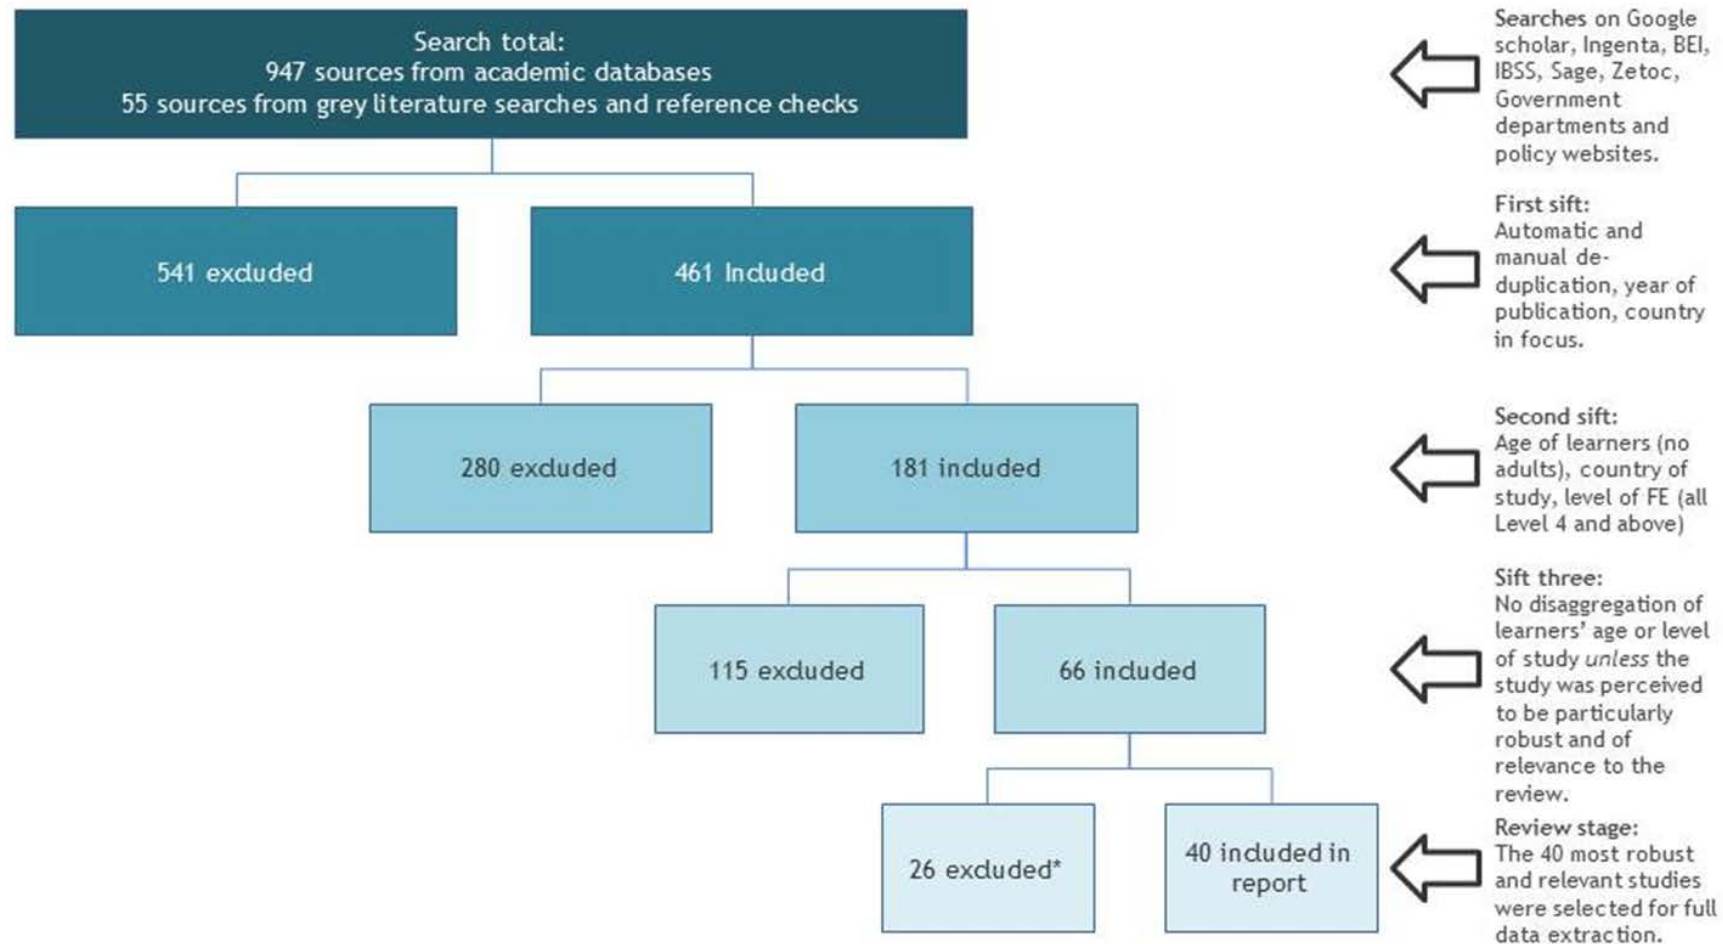 Search total:
947 sources from academic databases
55 sources from grey literature searches and reference checks
Searches on Google
scholar, Ingenta, BEI,
IBSS, Sage, Zetoc,
Government
departments and
policy websites.
541 excluded
461 Included
First sift:
Automatic and
manual de-
duplication, year of
publication, country
in focus.
280 excluded
181 included
Second sift:
Age of learners (no
adults), country of
study, level of FE (all
Level 4 and above)
115 excluded
66 included
Sift three:
No disaggregation of
learners’ age or level
of study unless the
study was perceived
to be particularly
robust and of
relevance to the
review.
26 excluded*
40 included in
report
Review stage:
The 40 most robust
and relevant studies
were selected for full
data extraction.